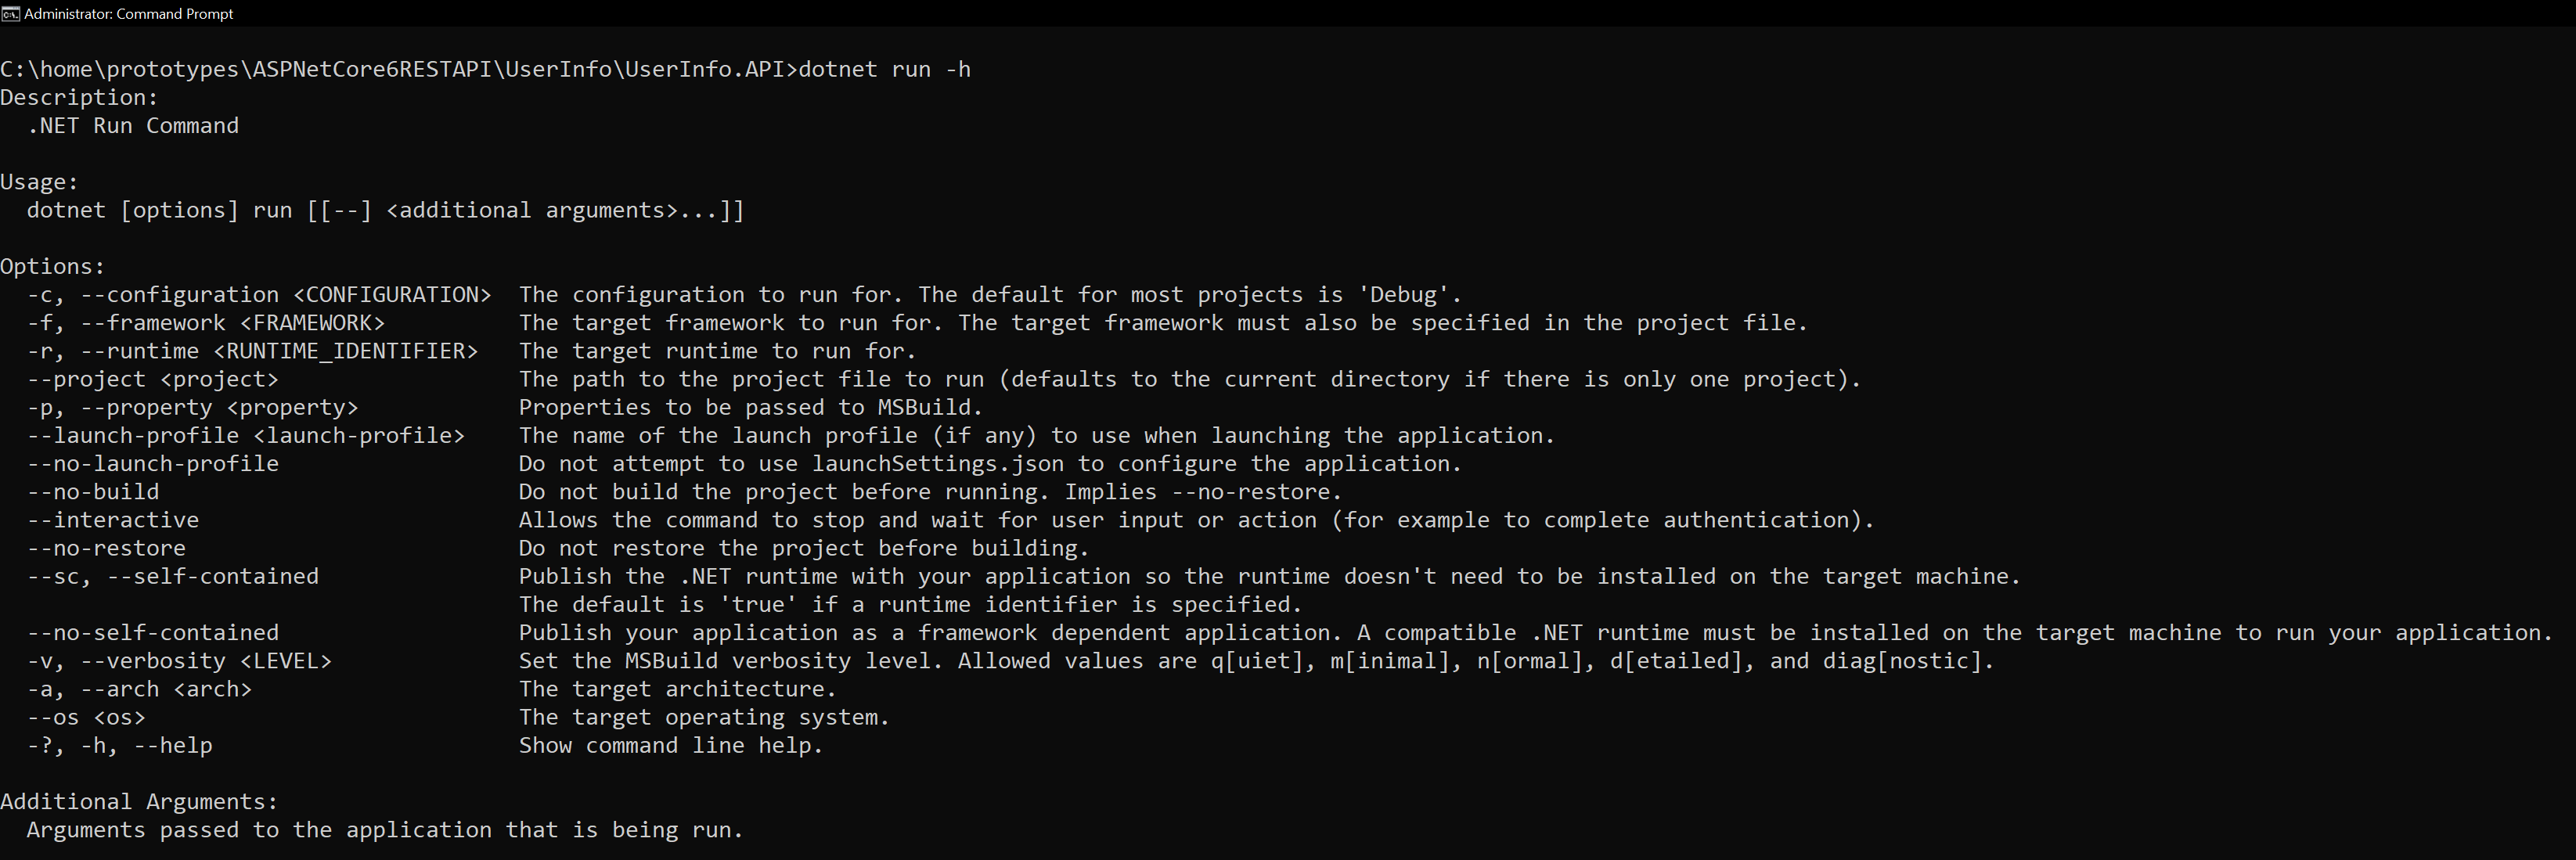 Administrator: Command Prompt
C:\home\prototypes\ASPNetCore6RESTAPI\UserInfo\UserInfo.API>dotnet run -h
Description:
  .NET Run Command
Usage:
  dotnet [options] run [[--] <additional arguments>...]]
Options:
  -c, --configuration <CONFIGURATION>  The configuration to run for. The default for most projects is 'Debug'.
  -f, --framework <FRAMEWORK>          The target framework to run for. The target framework must also be specified in the project file.
  -r, --runtime <RUNTIME_IDENTIFIER>   The target runtime to run for.
  --project <project>                  The path to the project file to run (defaults to the current directory if there is only one project).
  -p, --property <property>            Properties to be passed to MSBuild.
  --launch-profile <launch-profile>    The name of the launch profile (if any) to use when launching the application.
  --no-launch-profile                  Do not attempt to use launchSettings.json to configure the application.
  --no-build                           Do not build the project before running. Implies --no-restore.
  --interactive                        Allows the command to stop and wait for user input or action (for example to complete authentication).
  --no-restore                         Do not restore the project before building.
  --sc, --self-contained               Publish the .NET runtime with your application so the runtime doesn't need to be installed on the target machine.
                                       The default is 'true' if a runtime identifier is specified.
  --no-self-contained                  Publish your application as a framework dependent application. A compatible .NET runtime must be installed on the target machine to run your application.
  -v, --verbosity <LEVEL>              Set the MSBuild verbosity level. Allowed values are q[uiet], m[inimal], n[ormal], d[etailed], and diag[nostic].
  -a, --arch <arch>                    The target architecture.
  --os <os>                            The target operating system.
  -?, -h, --help                       Show command line help.
Additional Arguments:
  Arguments passed to the application that is being run.